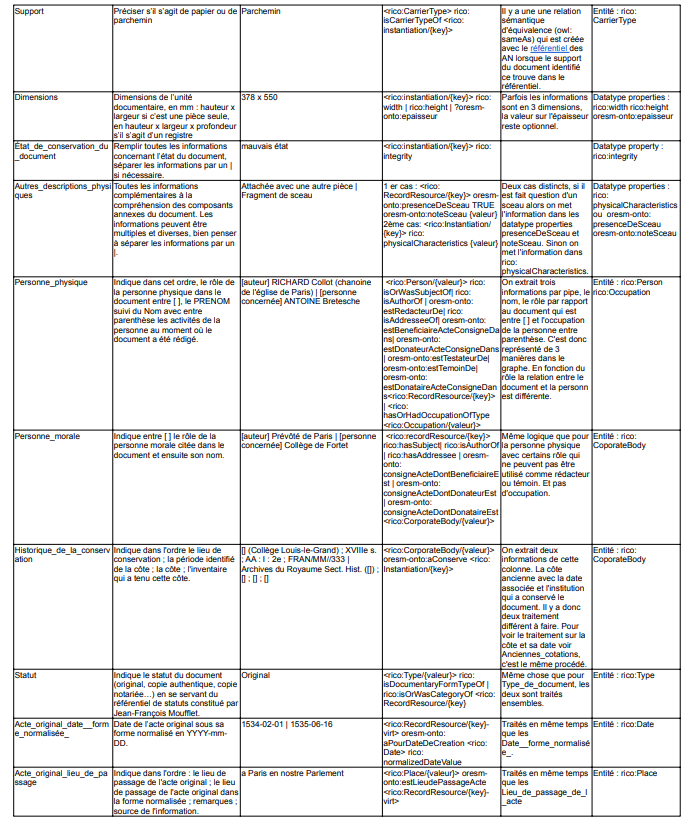 Support
Préciser s'il s'agit de papier ou de
parchemin
Parchemin
<rico:CarrierType> rico:
isCarrierTypeOf <rico:
instantiation/{key}>
Il y a une une relation
sémantique
d'équivalence (owl:
sameAs) qui est créée
avec le référentiel des
AN lorsque le support
du document identifié
ce trouve dans le
référentiel.
Entité : rico:
CarrierType
Dimensions
Dimensions de l'unité
documentaire, en mm : hauteur x
largeur si c'est une pièce seule,
en hauteur x largeur x profondeur
s'il s'agit d'un registre
378 x 550
<rico:instantiation/{key}> rico:
width | rico:height | ?oresm-
onto:epaisseur
Parfois les informations
sont en 3 dimensions,
la valeur sur l'épaisseur
reste optionnel.
Datatype properties :
rico:width rico:height
oresm-onto:epaisseur
État_de_conservation_du
_document
Remplir toutes les informations
concernant l'état du document,
séparer les informations par un |
si nécessaire.
mauvais état
<rico:instantiation/{key}> rico:
integrity
Datatype property :
rico:integrity
Autres_descriptions_physi
ques
Toutes les informations
complémentaires à la
compréhension des composants
annexes du document. Les
informations peuvent être
multiples et diverses, bien penser
à séparer les informations par un
|.
Attachée avec une autre pièce |
Fragment de sceau
1 er cas : <rico:
RecordResource/{key}> oresm-
onto:presenceDeSceau TRUE
oresm-onto:noteSceau {valeur}
2ème cas: <rico:Instantiation/
{key}> rico:
physicalCharacteristics {valeur}
Deux cas distincts, si il
est fait question d'un
sceau alors on met
l'information dans les
datatype properties
presenceDeSceau et
noteSceau. Sinon on
met l'information dans
rico:
physicalCharacteristics.
Datatype properties :
rico:
physicalCharacteristics
ou oresm-onto:
presenceDeSceau
oresm-onto:noteSceau
Personne_physique
Indique dans cet ordre, le rôle de
la personne physique dans le
document entre [ ], le PRENOM
suivi du Nom avec entre
parenthèse les activités de la
personne au moment où le
document a été rédigé.
[auteur] RICHARD Collot (chanoine
de l'église de Paris) | [personne
concernée] ANTOINE Bretesche
<rico:Person/{valeur}> rico:
isOrWasSubjectOf| rico:
isAuthorOf | oresm-onto:
estRedacteurDe| rico:
isAddresseeOf| oresm-onto:
estBeneficiaireActeConsigneDa
ns| oresm-onto:
estDonateurActeConsigneDans
| oresm-onto:estTestateurDe|
oresm-onto:estTemoinDe|
oresm-onto:
estDonataireActeConsigneDan
s<rico:RecordResource/{key}>
| <rico:
hasOrHadOccupationOfType
<rico:Occupation/{valeur}>
On extrait trois
informations par pipe, le
nom, le rôle par rapport
au document qui est
entre [ ] et l'occupation
de la personne entre
parenthèse. C'est donc
représenté de 3
manières dans le
graphe. En fonction du
rôle la relation entre le
document et la personn
est différente.
Entité : rico:Person
rico:Occupation
Personne_morale
Indique entre [ ] le rôle de la
personne morale citée dans le
document et ensuite son nom.
[auteur] Prévôté de Paris | [personne
concernée] Collège de Fortet
<rico:recordResource/{key}>
rico:hasSubject| rico:isAuthorOf
| rico:hasAddressee | oresm-
onto:
consigneActeDontBeneficiaireE
st | oresm-onto:
consigneActeDontDonateurEst
| oresm-onto:
consigneActeDontDonataireEst
<rico:CorporateBody/{valeur}>
Même logique que pour
la personne physique
avec certains rôle qui
ne peuvent pas être
utilisé comme rédacteur
ou témoin. Et pas
d'occupation.
Entité : rico:
CoporateBody
Historique_de_la_conserv
ation
Indique dans l'ordre le lieu de
conservation ; la période identifié
de la côte ; la côte ; l'inventaire
qui a tenu cette côte.
[] (Collège Louis-le-Grand) ; XVIIIe s.
; AA : I : 2e ; FRAN/MM//333 |
Archives du Royaume Sect. Hist. ([]) ;
[] ; [] ; []
<rico:CorporateBody/{valeur}>
oresm-onto:aConserve <rico:
Instantiation/{key}>
On extrait deux
informations de cette
colonne. La côte
ancienne avec la date
associée et l'institution
qui a conservé le
document. Il y a donc
deux traitement
différent à faire. Pour
voir le traitement sur la
côte et sa date voir
Anciennes_cotations,
c'est le même procédé.
Entité : rico:
CoporateBody
Statut
Indique le statut du document
(original, copie authentique, copie
notariée…) en se servant du
référentiel de statuts constitué par
Jean-François Moufflet.
Original
<rico:Type/{valeur}> rico:
isDocumentaryFormTypeOf |
rico:isOrWasCategoryOf <rico:
RecordResource/{key}
Même chose que pour
Type_de_document, les
deux sont traités
ensembles.
Entité : rico:Type
Acte_original_date__form
e_normalisée_
Date de l'acte original sous sa
forme normalisé en YYYY-mm-
DD.
1534-02-01 | 1535-06-16
<rico:RecordResource/{key}-
virt> oresm-onto:
aPourDateDeCreation <rico:
Date> rico:
normalizedDateValue
Traités en même temps
que les
Date__forme_normalisé
e_.
Entité : rico:Date
Acte_original_lieu_de_pa
ssage
Indique dans l'ordre : le lieu de
passage de l'acte original ; le lieu
de passage de l'acte original dans
la forme normalisée ; remarques ;
source de l'information.
a Paris en nostre Parlement
<rico:Place/{valeur}> oresm-
onto:estLieudePassageActe
<rico:RecordResource/{key}-
virt>
Traités en même temps
que les
Lieu_de_passage_de_l
_acte
Entité : rico:Place